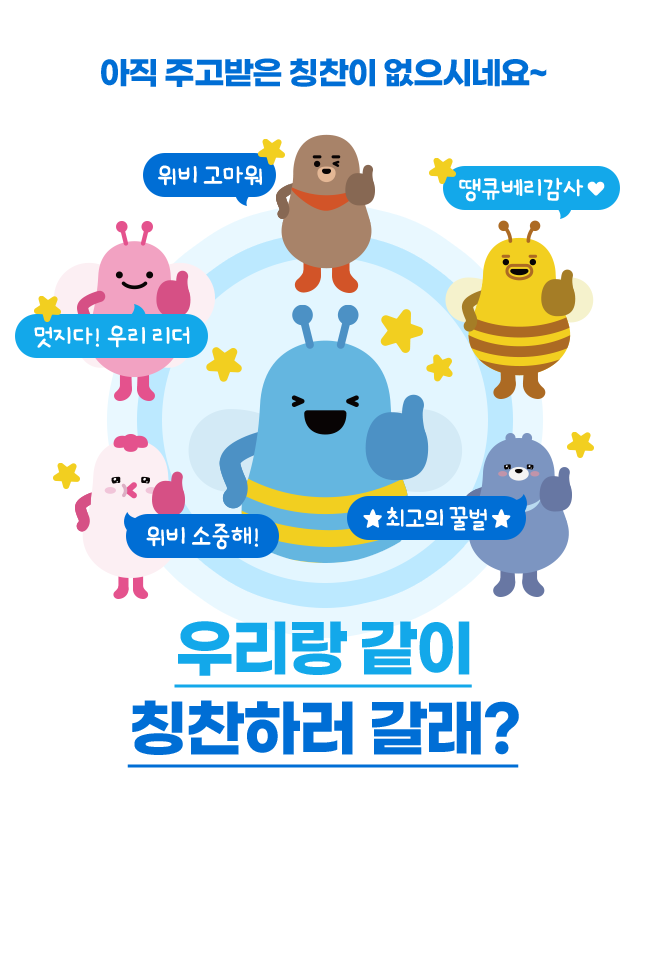 아직 주고받은 칭찬이 없으시네요~
위비 고마워
땡큐베리감사♥
멋지다! 우리 리더
★최고의 꿀벌★
위비 소중해!
우리랑 같이
칭찬하러 갈래?